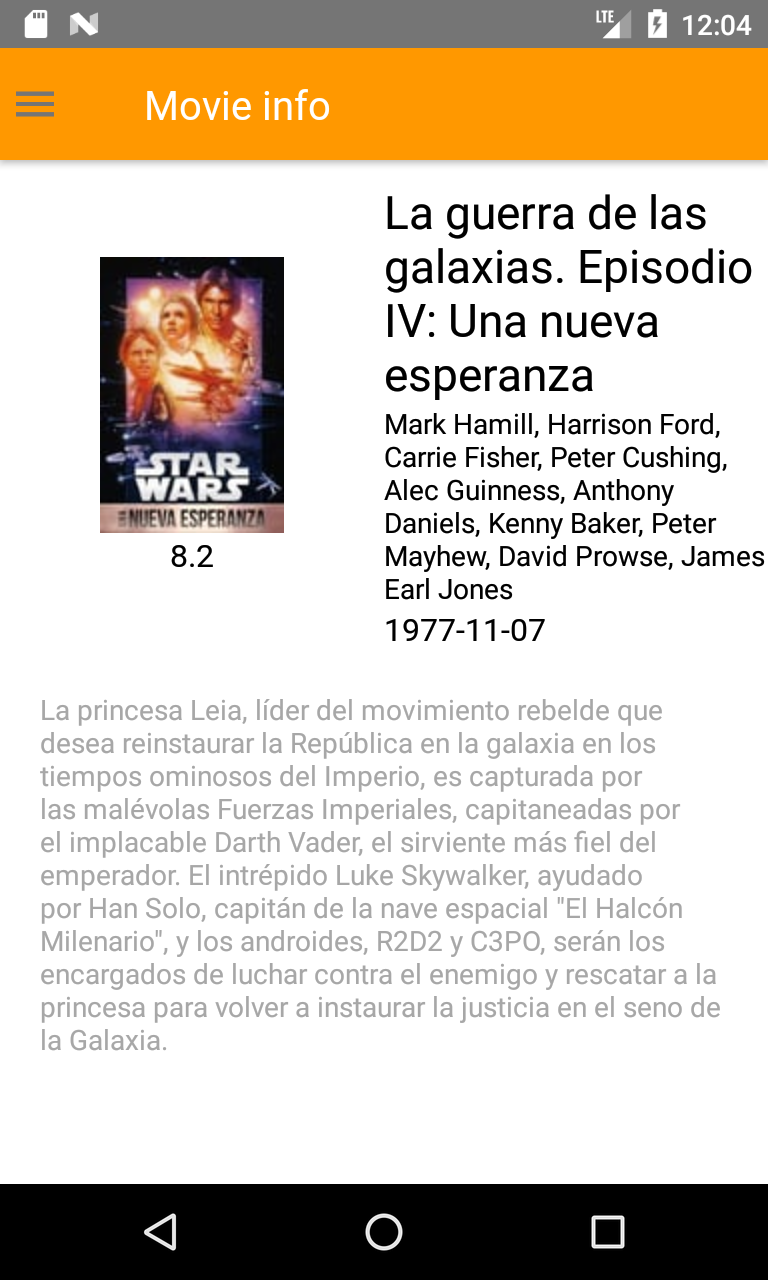 LTE 12:04
Movie info
La guerra de las
galaxias. Episodio
IV: Una nueva
esperanza
Mark Hamill, Harrison Ford,
Carrie Fisher, Peter Cushing,
Alec Guinness, Anthony
Daniels, Kenny Baker, Peter
Mayhew, David Prowse, James
Earl Jones
1977-11-07
STAR
WARS
NUEVA ESPERANZA
8.2
La princesa Leia, líder del movimiento rebelde que
desea reinstaurar la República en la galaxia en los
tiempos ominosos del Imperio, es capturada por
las malévolas Fuerzas Imperiales, capitaneadas por
el implacable Darth Vader, el sirviente más fiel del
emperador. El intrépido Luke Skywalker, ayudado
por Han Solo, capitán de la nave espacial "El Halcón
Milenario", y los androides, R2D2 y C3PO, serán los
encargados de luchar contra el enemigo y rescatar a la
princesa para volver a instaurar la justicia en el seno de
la Galaxia.